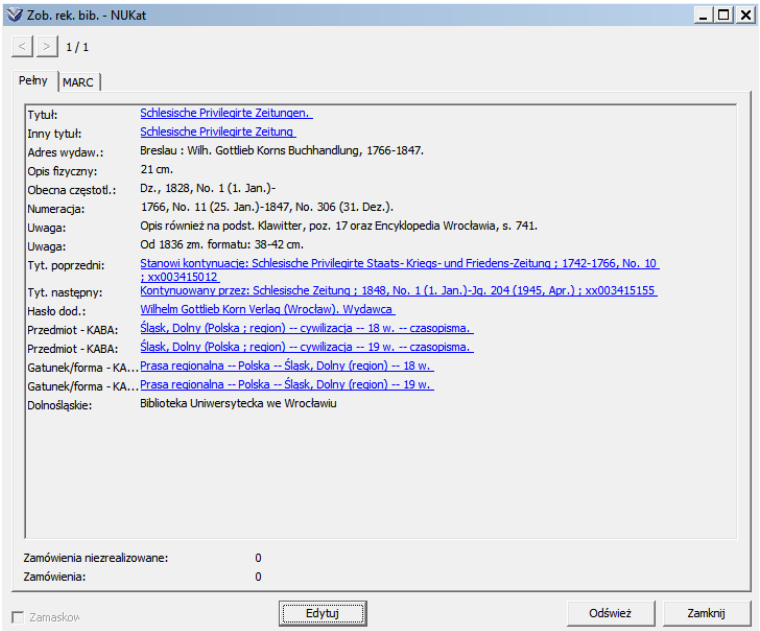 Zob. rek. bib. - NUKat
< > 1 / 1
Pełny MARC
Tytuł: Schlesische Privilegirte Zeitungen.
Inny tytuł: Schlesische Privilegirte Zeitung
Adres wydaw.: Breslau : Wilh. Gottlieb Korns Buchhandlung, 1766-1847.
Opis fizyczny: 21 cm.
Obecna częstotl.: Dz., 1828, No. 1 (1. Jan.)-
Numeracja: 1766, No. 11 (25. Jan.)-1847, No. 306 (31. Dez.).
Uwaga: Opis również na podst. Klawitter, poz. 17 oraz Encyklopedia Wrocławia, s. 741.
Uwaga: Od 1836 zm. formatu: 38-42 cm.
Tyt. poprzedni: Stanowi kontynuację: Schlesische Privilegirte Staats- Kriegs- und Friedens-Zeitung ; 1742-1766, No. 10
; xx003415012
Tyt. następny: Kontynuowany przez: Schlesische Zeitung ; 1848, No. 1 (1. Jan.)-Jg. 204 (1945, Apr.) ; xx003415155
Hasło dod.: Wilhelm Gottlieb Korn Verlag (Wrocław). Wydawca
Przedmiot - KABA: Śląsk, Dolny (Polska ; region) -- cywilizacja -- 18 w. -- czasopisma.
Przedmiot - KABA: Śląsk, Dolny (Polska ; region) -- cywilizacja -- 19 w. -- czasopisma.
Gatunek/forma - KA... Prasa regionalna -- Polska -- Śląsk, Dolny (region) -- 18 w.
Gatunek/forma - KA... Prasa regionalna -- Polska -- Śląsk, Dolny (region) -- 19 w.
Dolnośląskie: Biblioteka Uniwersytecka we Wrocławiu
Zamówienia niezrealizowane: 0
Zamówienia: 0
Zamaskow Edytuj Odśwież Zamknij